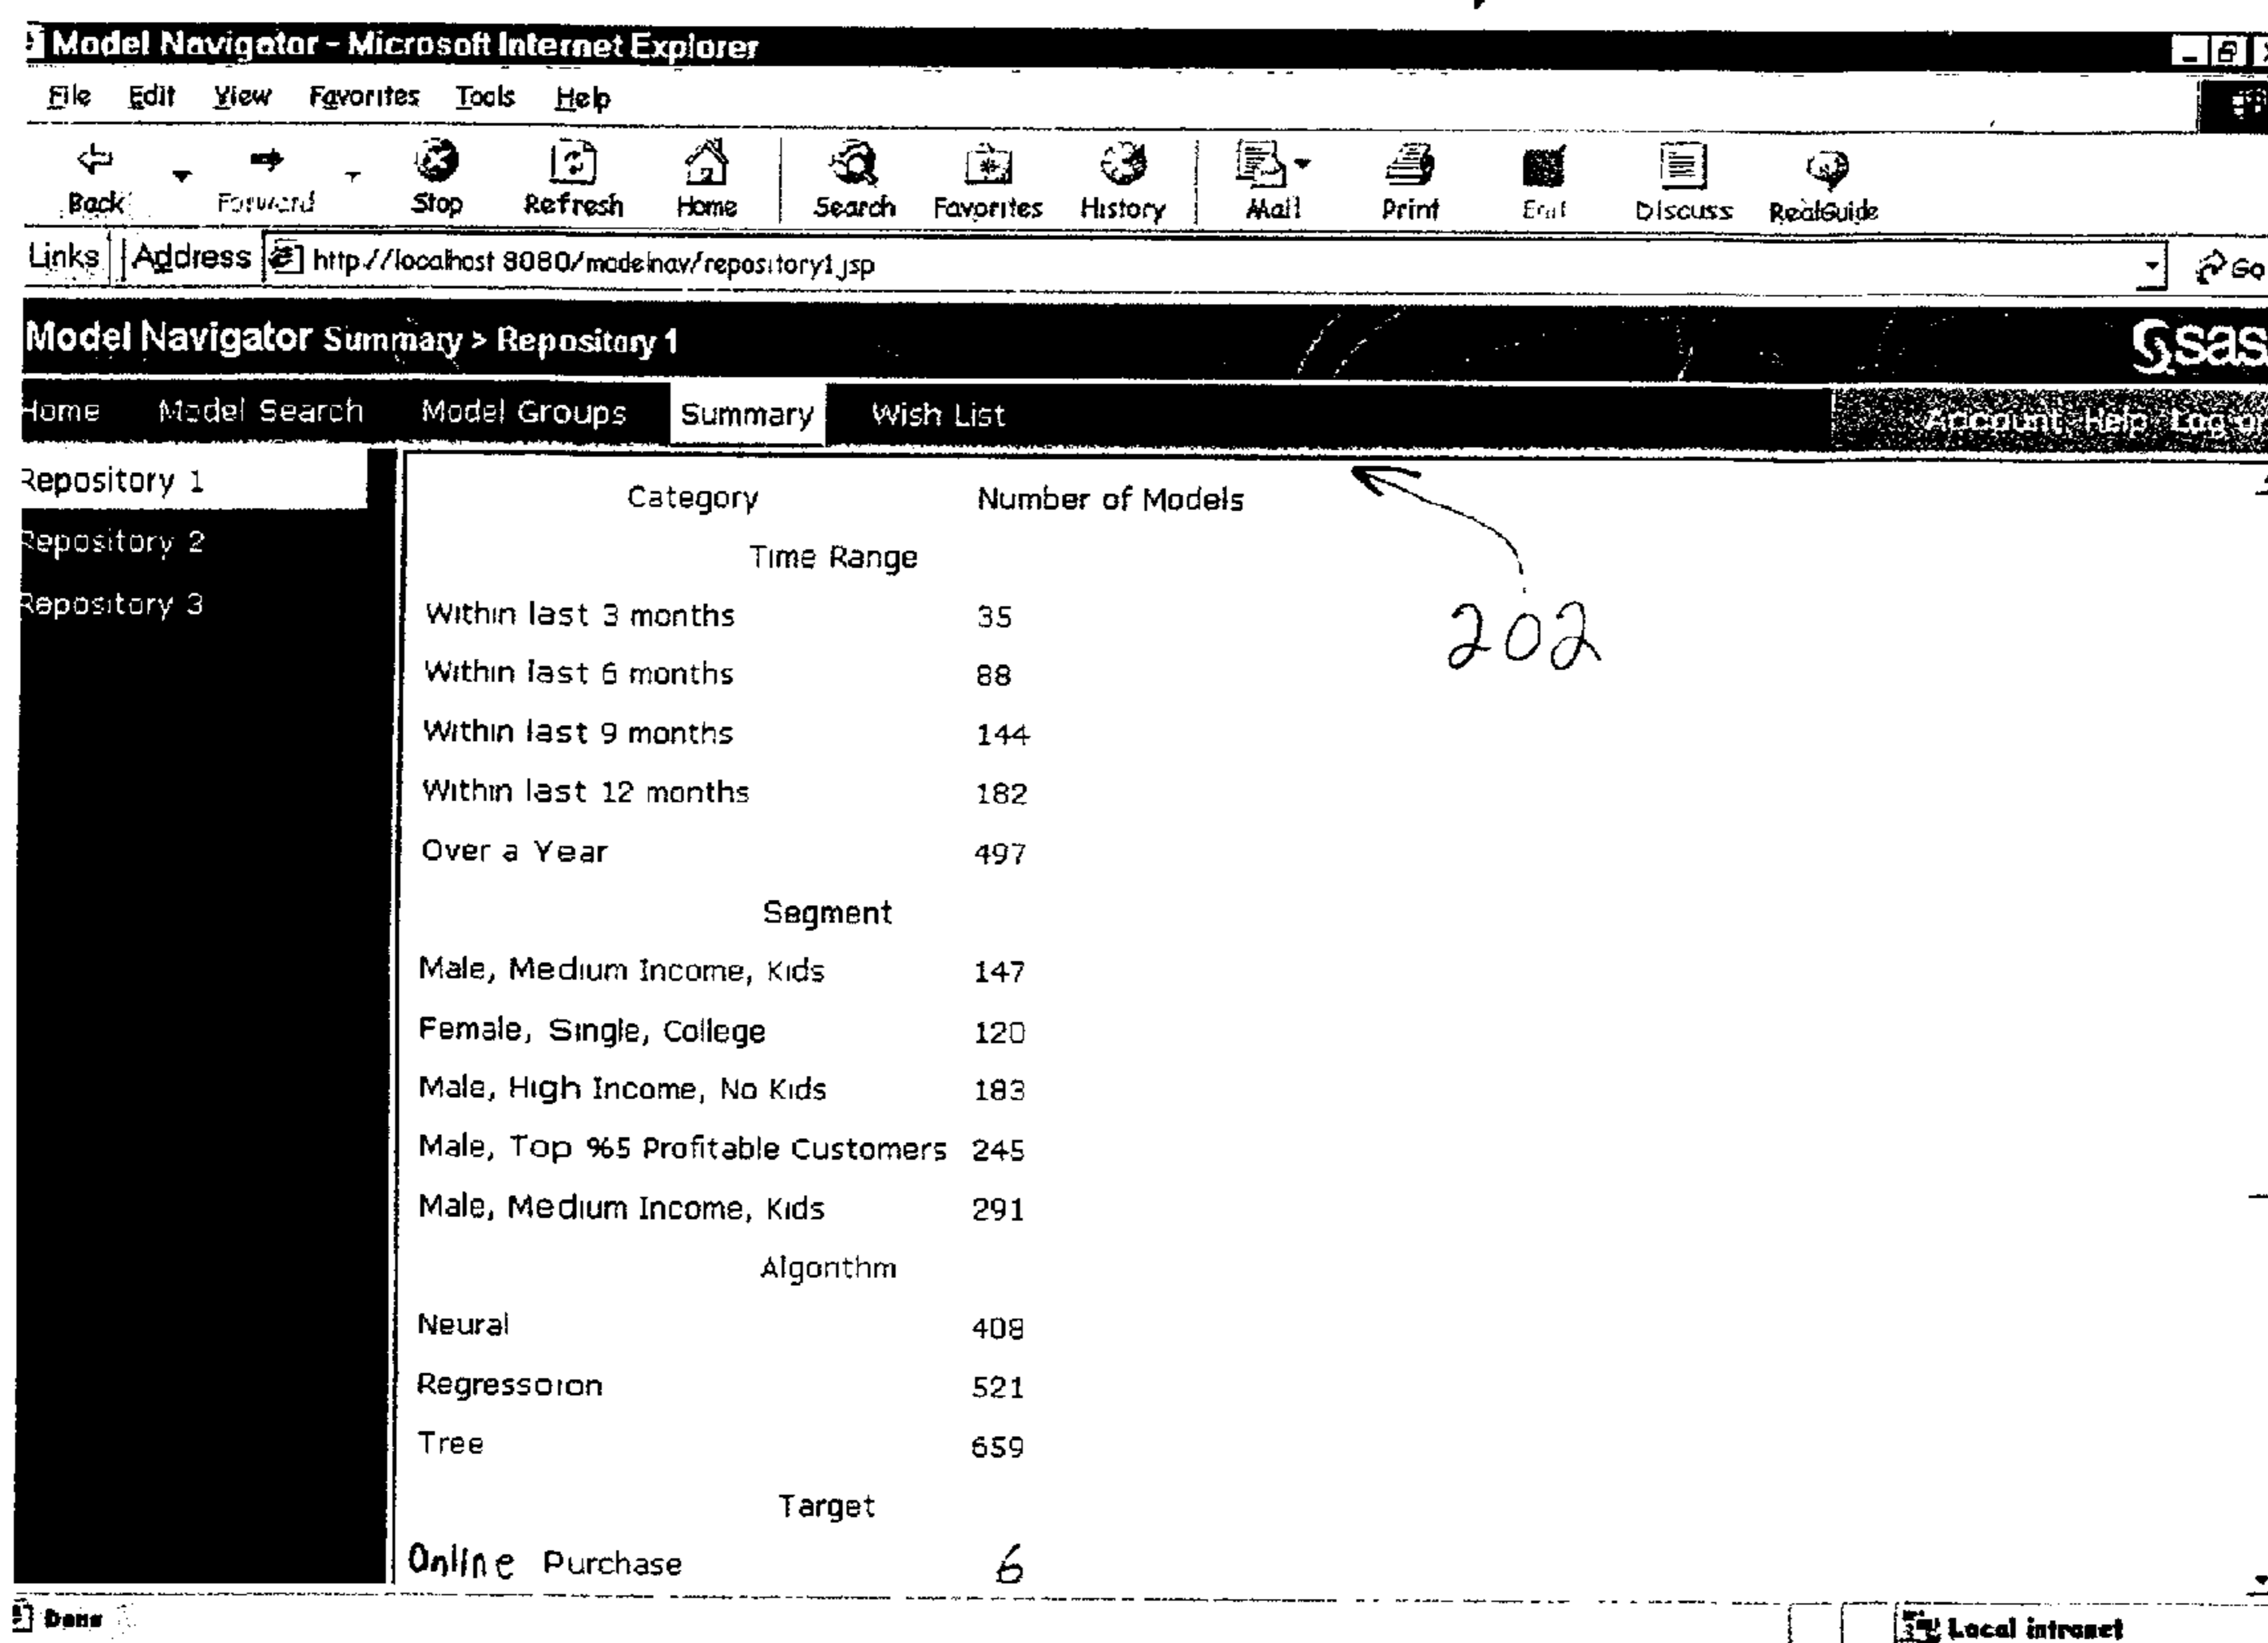 Model Navigator - Microsoft Internet Explorer
File Edit View Favorites Tools Help
Back Forward Stop Refresh Home Search Favorites History Mail Print Discuss RealGuide
Links Address http://localhost 8080/modelnav/repository1.jsp Go
Model Navigator Summary > Repository 1 sas
Home Model Search Model Groups Summary Wish List Account Help Log
Repository 1
Repository 2
Repository 3
Category Number of Models
Time Range
Within last 3 months 35
Within last 6 months 88
Within last 9 months 144
Within last 12 months 182
Over a Year 497
Segment
Male, Medium Income, Kids 147
Female, Single, College 120
Male, High Income, No Kids 183
Male, Top %5 Profitable Customers 245
Male, Medium Income, Kids 291
Algorithm
Neural 408
Regressoion 521
Tree 659
Target
Online Purchase 6
202
Done Local intranet